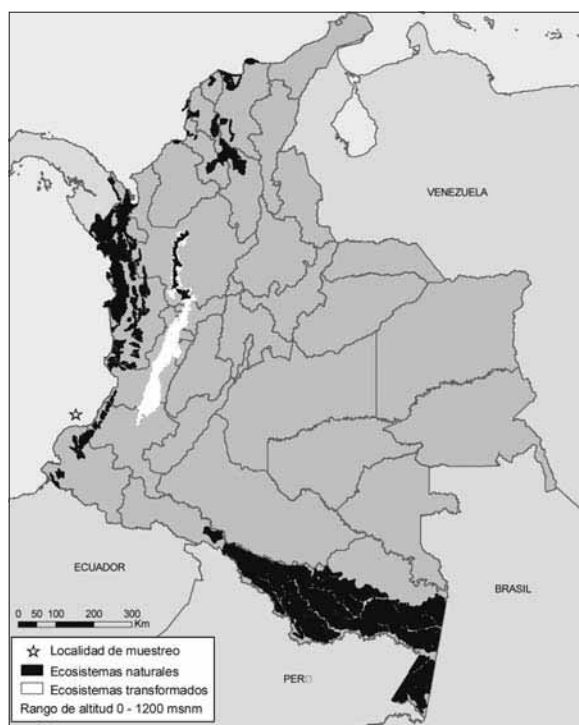 VENEZUELA
ECUADOR
BRASIL
0 50 100 200 300
Km
Localidad de muestreo
Ecosistemas naturales
Ecosistemas transformados
Rango de altitud 0 - 1200 msnm
PER□